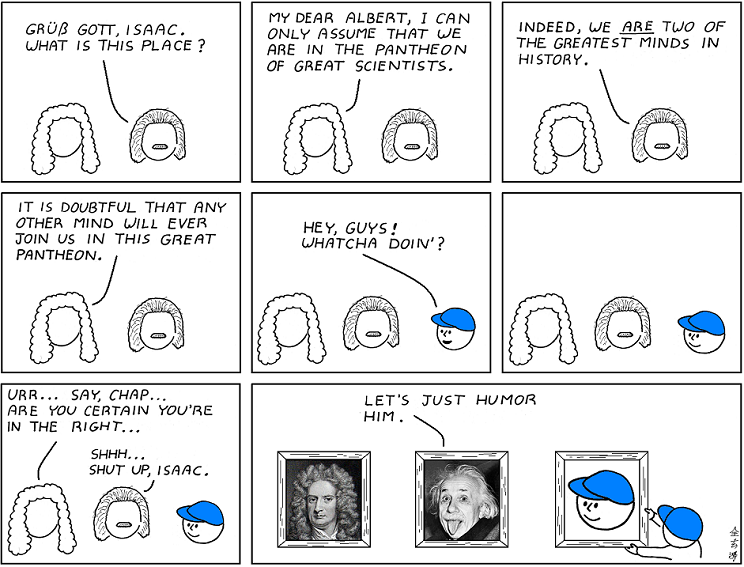 GRÜß GOTT, ISAAC.
WHAT IS THIS PLACE?
MY DEAR ALBERT, I CAN
ONLY ASSUME THAT WE
ARE IN THE PANTHEON
OF GREAT SCIENTISTS.
INDEED, WE ARE TWO OF
THE GREATEST MINDS IN
HISTORY.
IT IS DOUBTFUL THAT ANY
OTHER MIND WILL EVER
JOIN US IN THIS GREAT
PANTHEON.
HEY, GUYS!
WHATCHA DOIN'?
URR... SAY, CHAP...
ARE YOU CERTAIN YOU'RE
IN THE RIGHT...
SHHH...
SHUT UP, ISAAC.
LET'S JUST HUMOR
HIM.